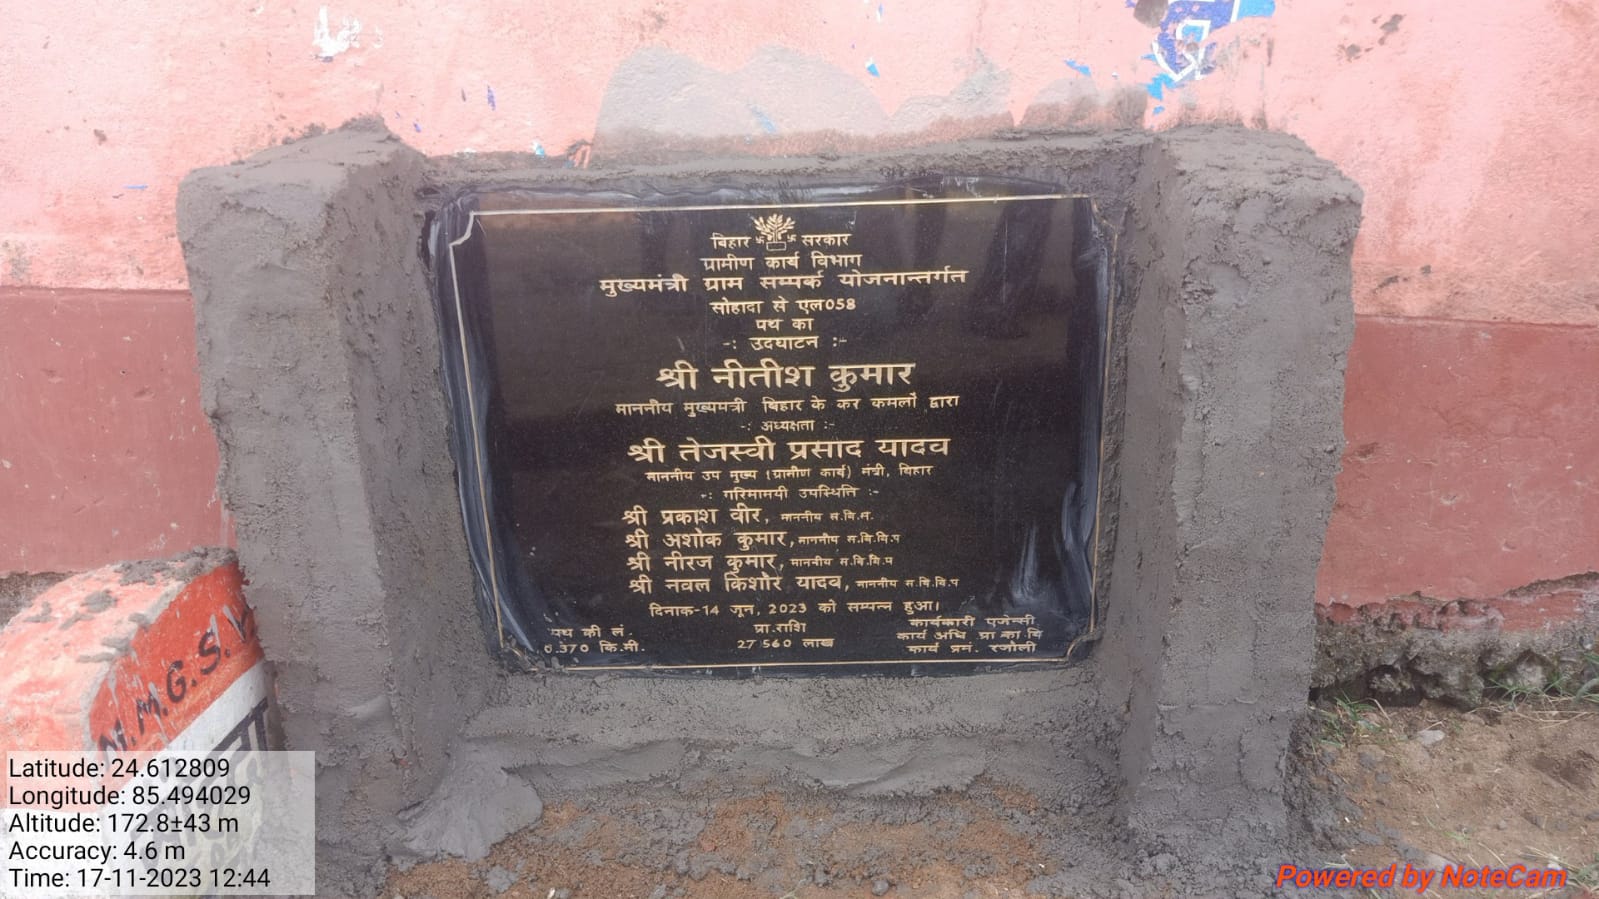 बिहार सरकार
ग्रामीण कार्य विभाग
मुख्यमंत्री ग्राम सम्पर्क योजनान्तर्गत
सोहादा से एल058
पथ का
-: उदघाटन :-
श्री नीतीश कुमार
माननीय मुख्यमंत्री बिहार के कर कमलों द्वारा
-: अध्यक्षता :-
श्री तेजस्वी प्रसाद यादव
माननीय उप मुख्य (ग्रामीण कार्य) मंत्री, बिहार
-: गरिमामयी उपस्थिति :-
श्री प्रकाश वीर, माननीय स.वि.स.
श्री अशोक कुमार, माननीय स.वि.वि.प
श्री नीरज कुमार, माननीय स.वि.वि.प
श्री नवल किशोर यादव, माननीय स.वि.वि.प
दिनाक-14 जून, 2023 को सम्पन्न हुआ।
पथ की लं.
0.370 कि.मी.
प्रा.राशि
27.560 लाख
कार्यकारी एजेन्सी
कार्य अभि. ग्रा.का.वि
कार्य प्रमं. रजौली
M.M.G.S.Y
Latitude: 24.612809
Longitude: 85.494029
Altitude: 172.8±43 m
Accuracy: 4.6 m
Time: 17-11-2023 12:44
Powered by NoteCam